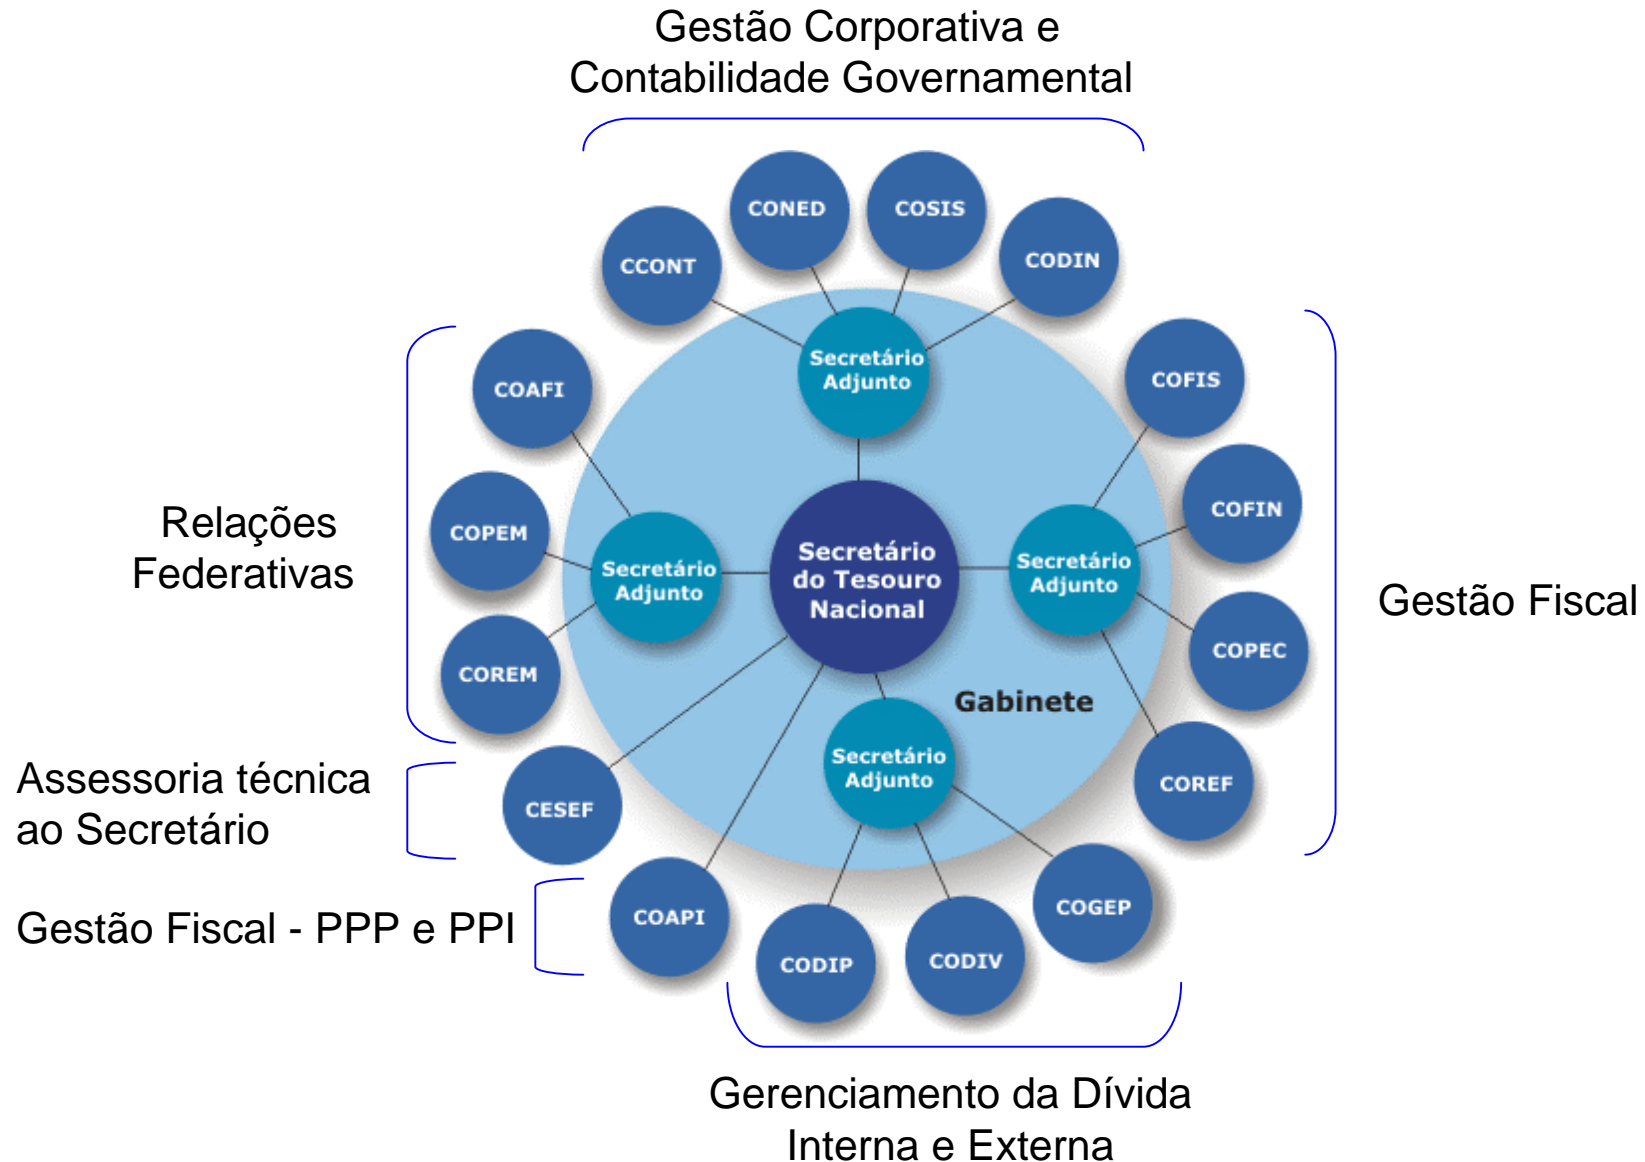 Gestão Corporativa e
Contabilidade Governamental
CONED
COSIS
CCONT
CODIN
Secretário
Adjunto
COAFI
COFIS
COPEM
COFIN
Relações
Federativas
Secretário
Adjunto
Secretário
do Tesouro
Nacional
Secretário
Adjunto
Gestão Fiscal
COREM
COPEC
Gabinete
Secretário
Adjunto
COREF
Assessoria técnica
ao Secretário
CESEF
Gestão Fiscal - PPP e PPI
COAPI
COGEP
CODIP
CODIV
Gerenciamento da Dívida
Interna e Externa